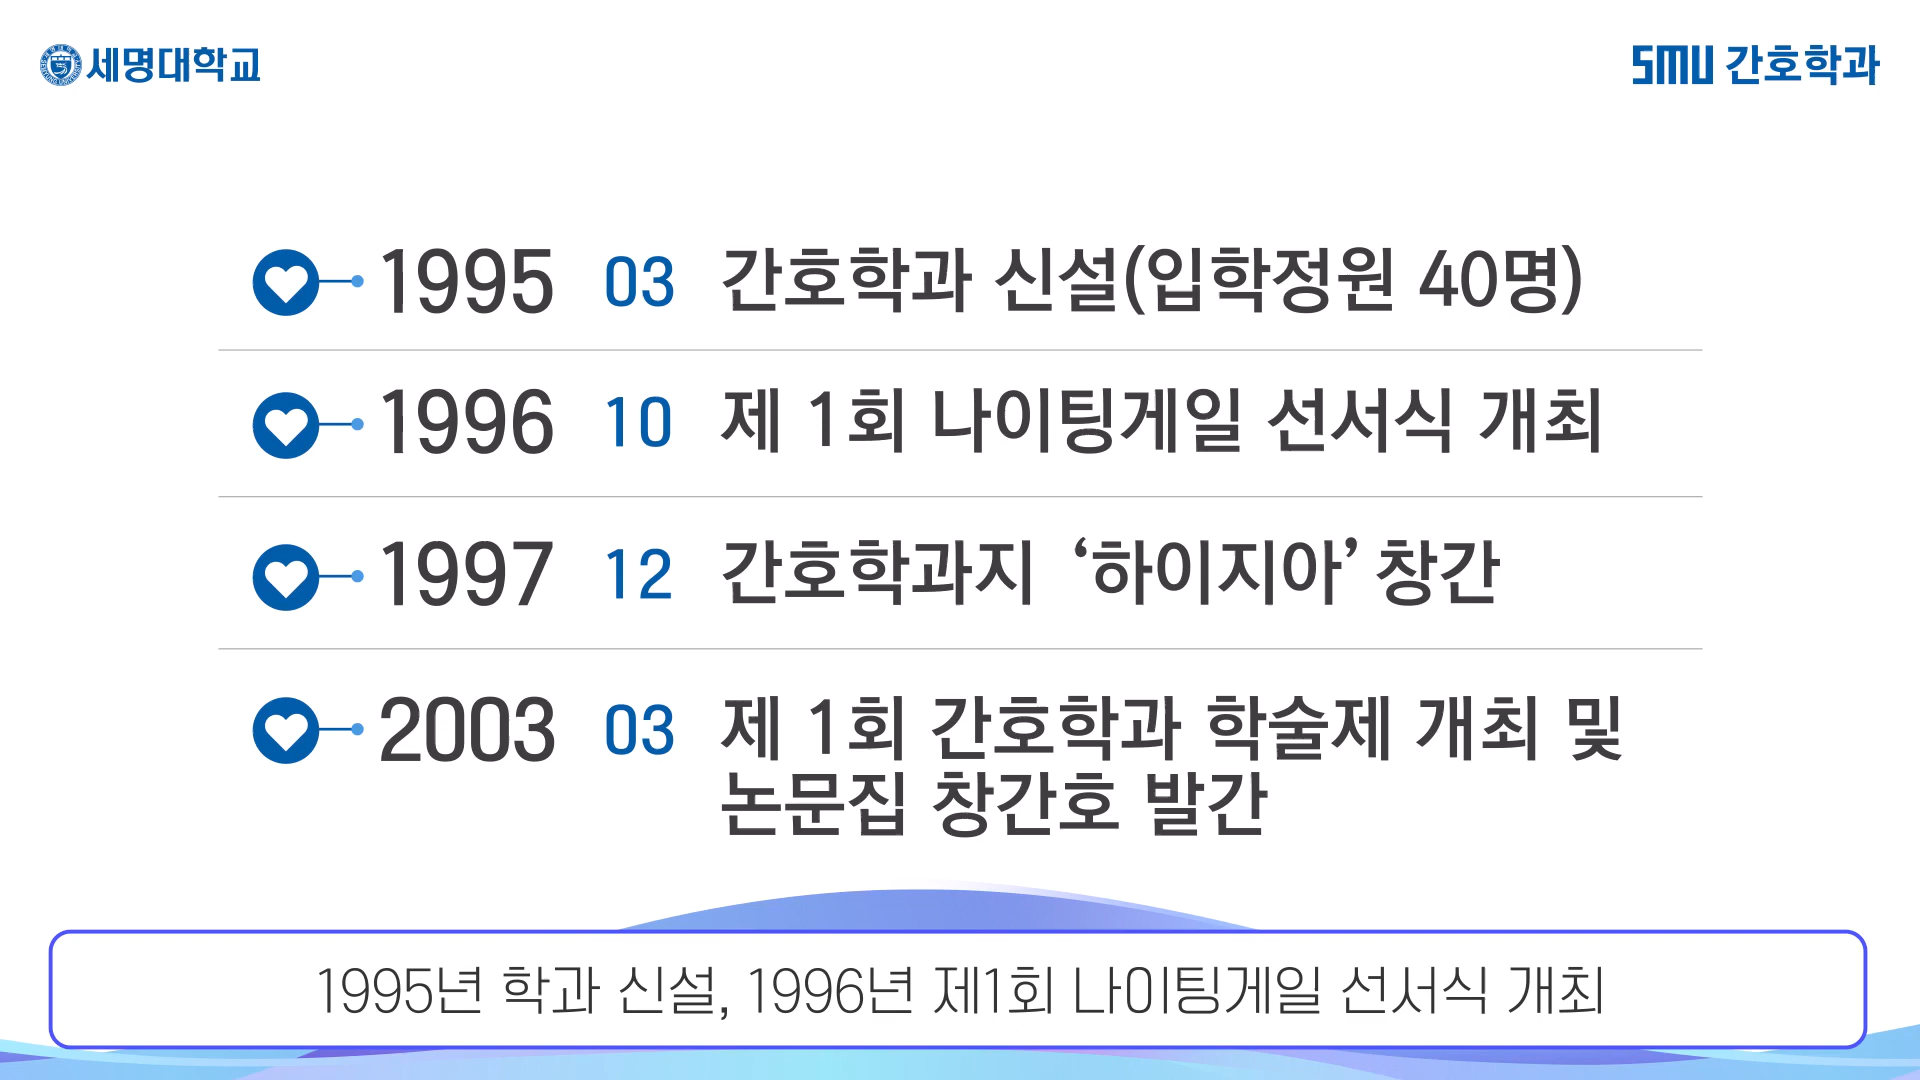 세명대학교
SMU 간호학과
1995 03 간호학과 신설(입학정원 40명)
1996 10 제 1회 나이팅게일 선서식 개최
1997 12 간호학과지 ‘하이지아’ 창간
2003 03 제 1회 간호학과 학술제 개최 및
논문집 창간호 발간
1995년 학과 신설, 1996년 제1회 나이팅게일 선서식 개최